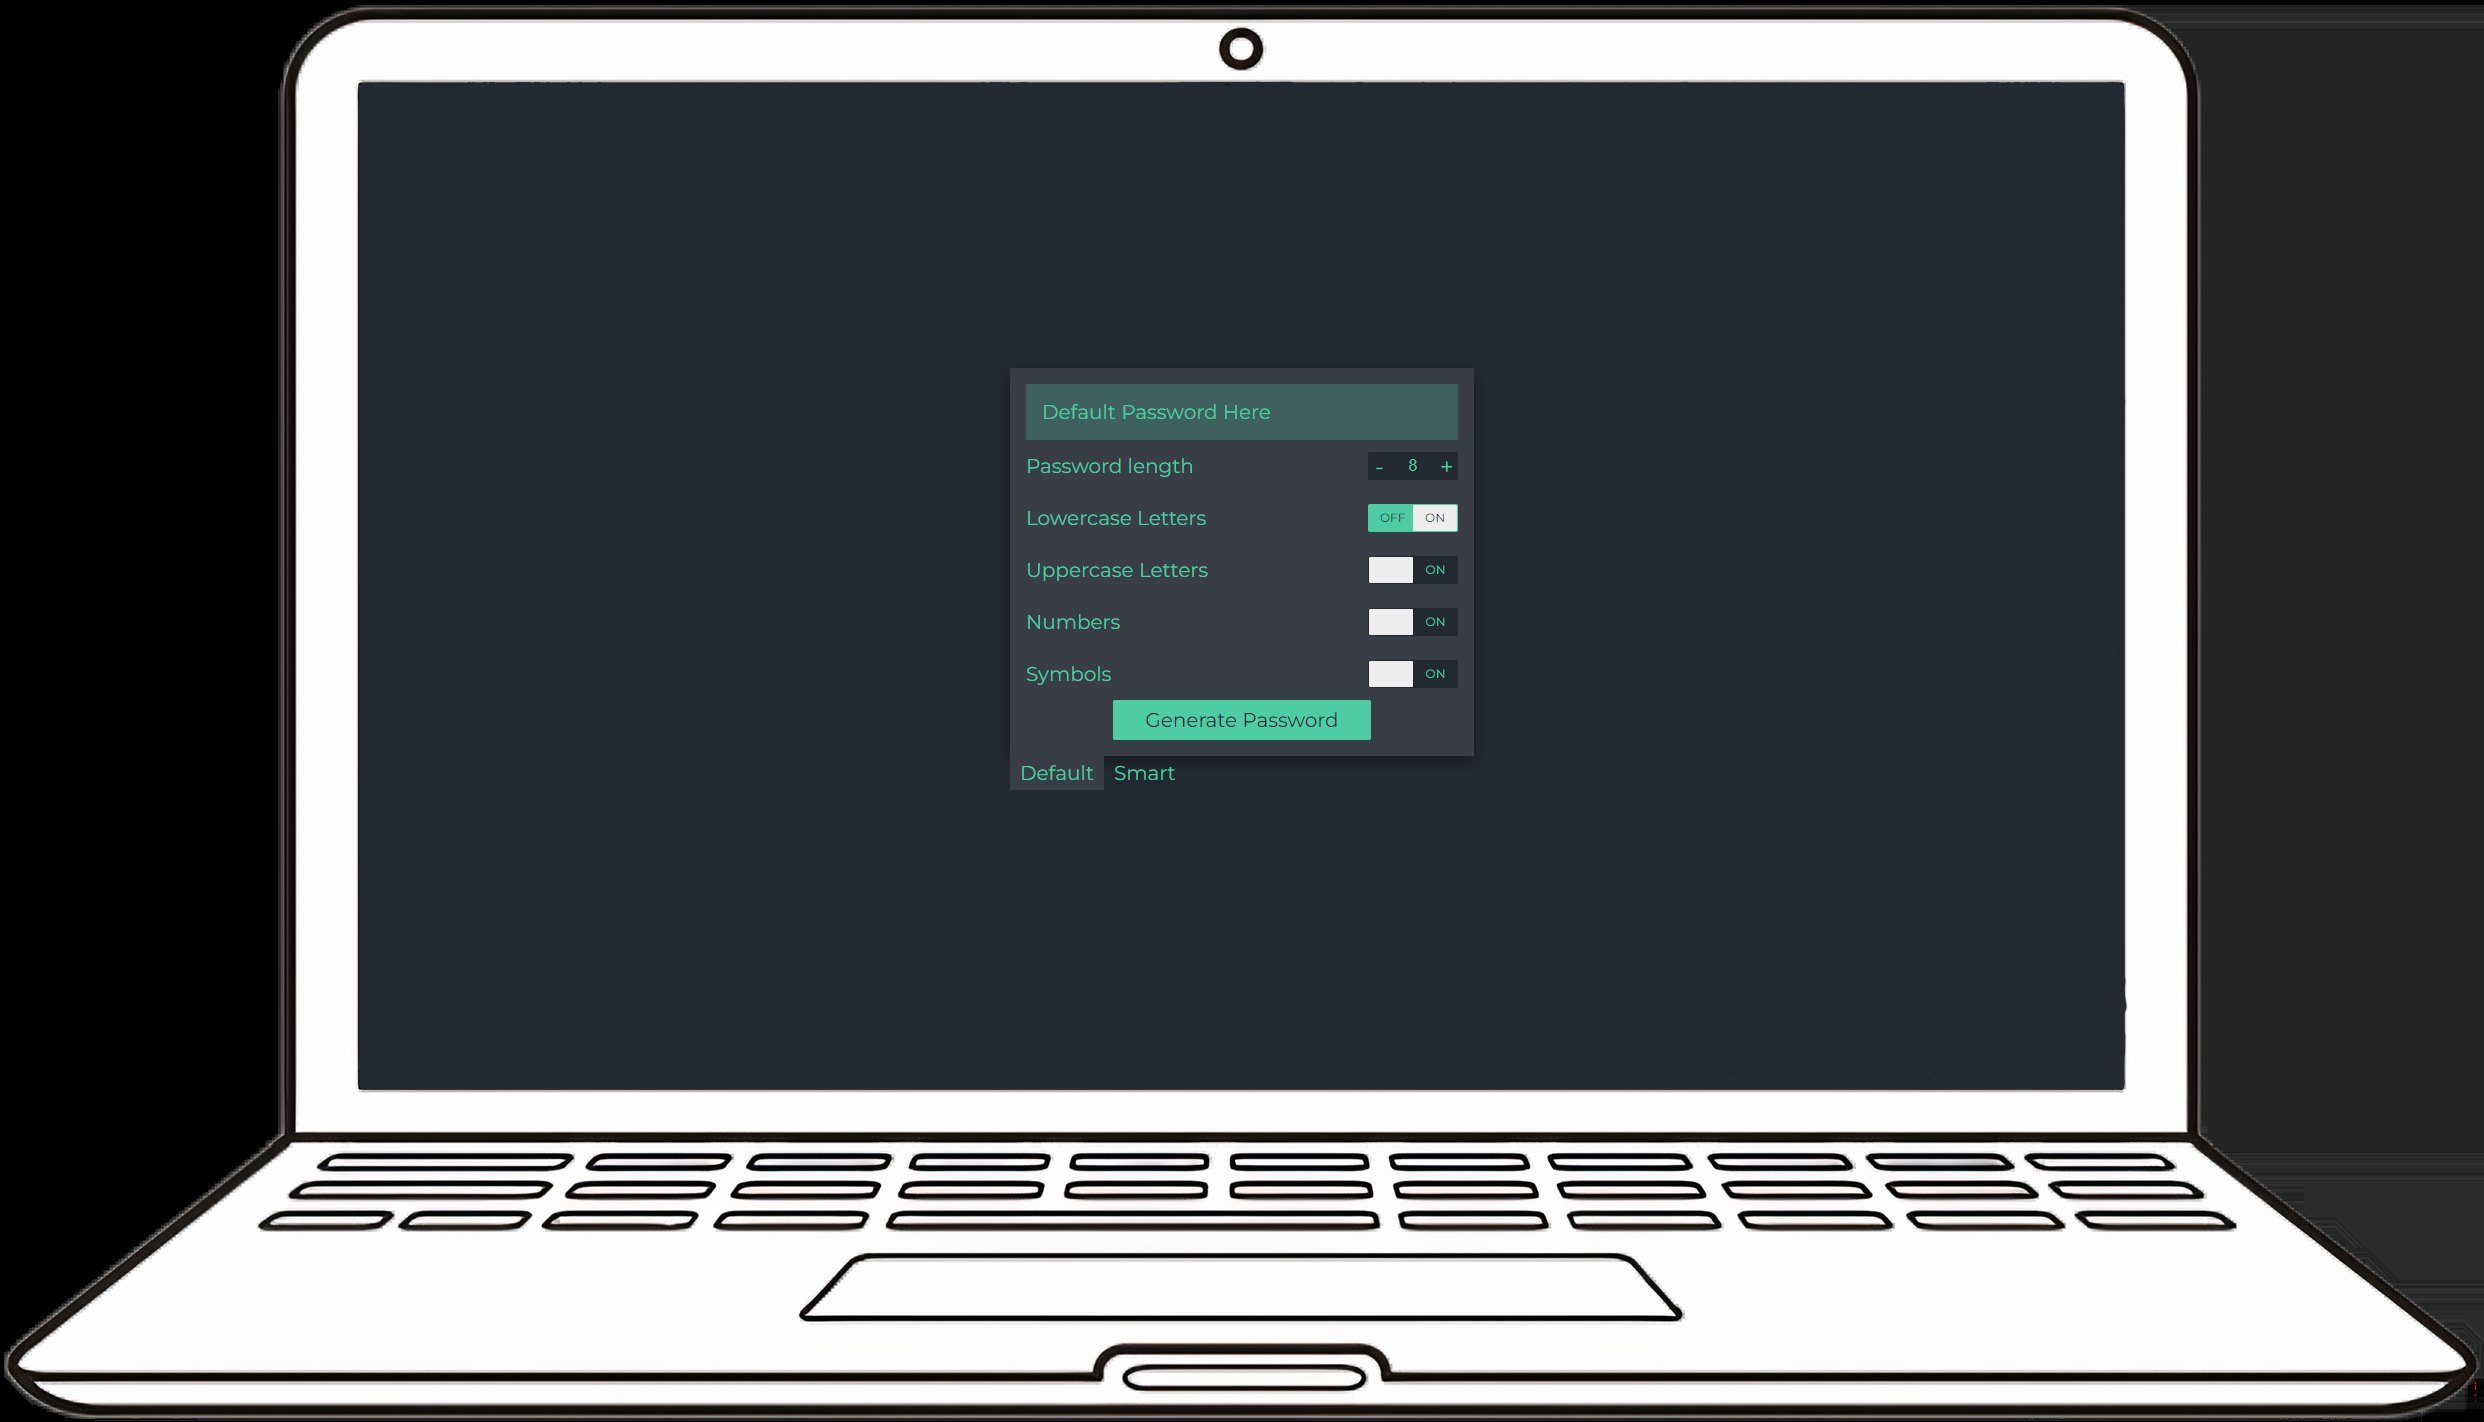 Default Password Here
Password length - 8 +
Lowercase Letters OFF ON
Uppercase Letters ON
Numbers ON
Symbols ON
Generate Password
Default Smart